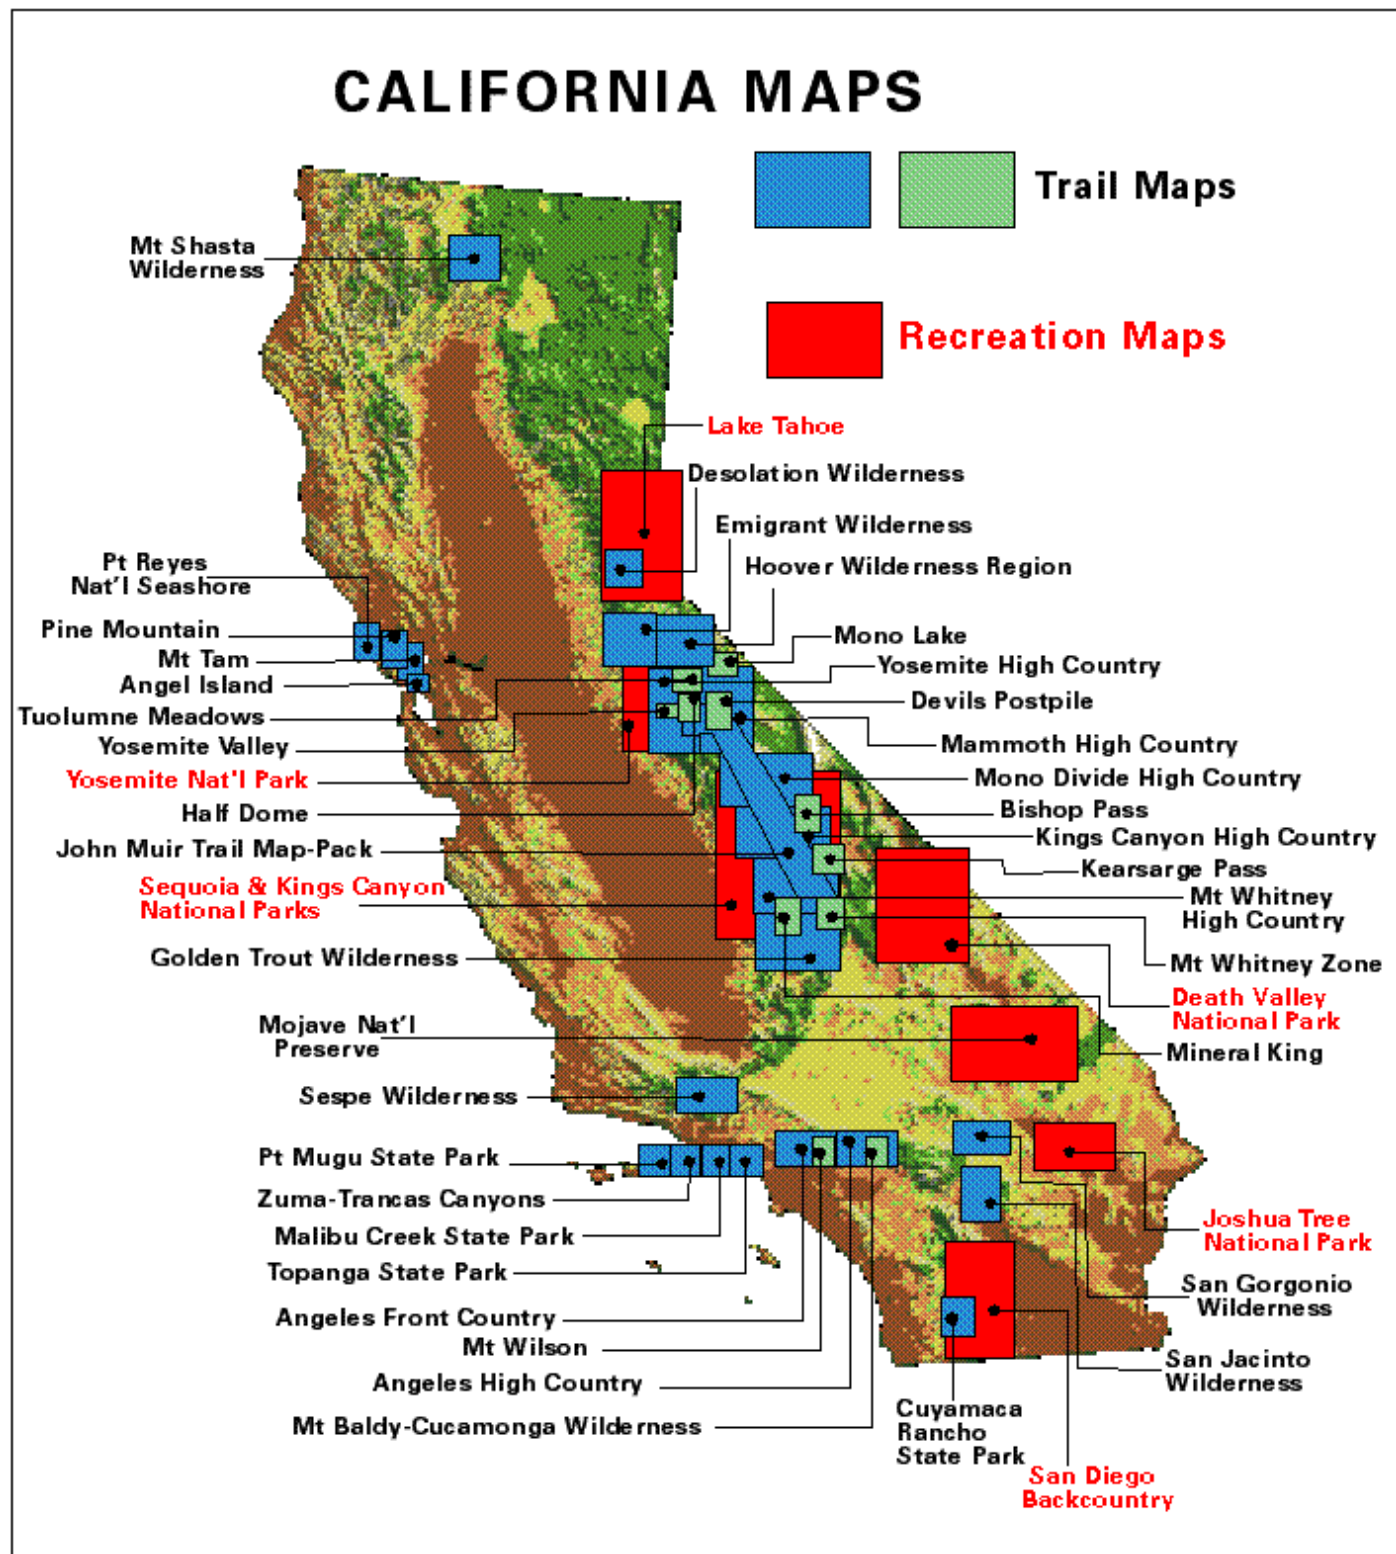 CALIFORNIA MAPS
Trail Maps
Recreation Maps
Mt Shasta
Wilderness
Lake Tahoe
Desolation Wilderness
Emigrant Wilderness
Hoover Wilderness Region
Pt Reyes
Nat'l Seashore
Pine Mountain
Mt Tam
Angel Island
Tuolumne Meadows
Yosemite Valley
Yosemite Nat'l Park
Half Dome
John Muir Trail Map-Pack
Sequoia & Kings Canyon
National Parks
Golden Trout Wilderness
Mojave Nat'l
Preserve
Sespe Wilderness
Pt Mugu State Park
Zuma-Trancas Canyons
Malibu Creek State Park
Topanga State Park
Angeles Front Country
Mt Wilson
Angeles High Country
Mt Baldy-Cucamonga Wilderness
Mono Lake
Yosemite High Country
Devils Postpile
Mammoth High Country
Mono Divide High Country
Bishop Pass
Kings Canyon High Country
Kearsarge Pass
Mt Whitney
High Country
Mt Whitney Zone
Death Valley
National Park
Mineral King
Joshua Tree
National Park
San Gorgonio
Wilderness
San Jacinto
Wilderness
Cuyamaca
Rancho
State Park
San Diego
Backcountry